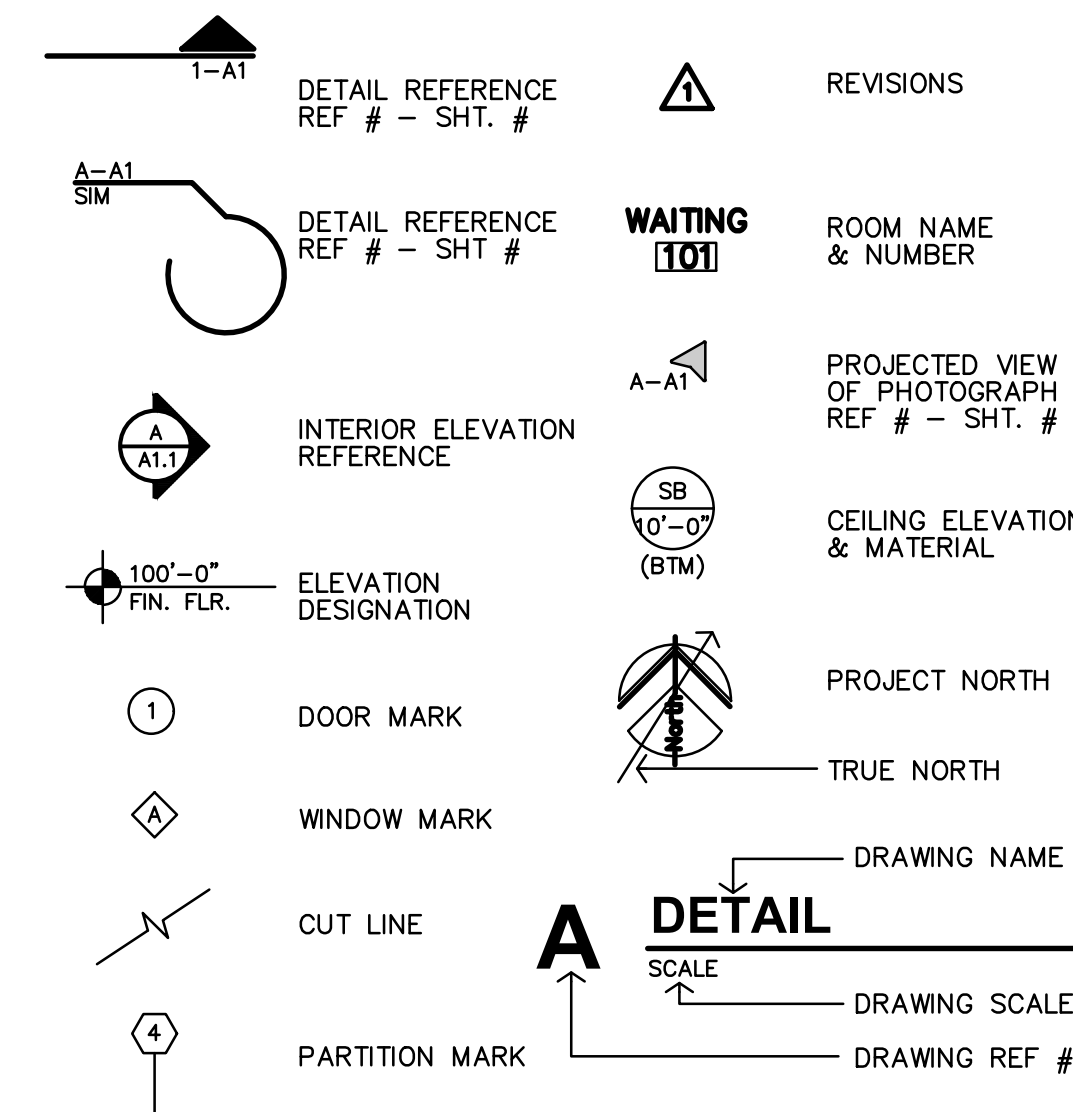 1-A1
DETAIL REFERENCE
REF # - SHT. #
A-A1
SIM
DETAIL REFERENCE
REF # - SHT #
A
A1.1
INTERIOR ELEVATION
REFERENCE
100'-0"
FIN. FLR.
ELEVATION
DESIGNATION
1
DOOR MARK
A
WINDOW MARK
CUT LINE
4
PARTITION MARK
1
REVISIONS
WAITING
101
ROOM NAME
& NUMBER
A-A1
PROJECTED VIEW
OF PHOTOGRAPH
REF # - SHT. #
SB
10'-0"
(BTM)
CEILING ELEVATION
& MATERIAL
North
PROJECT NORTH
TRUE NORTH
DRAWING NAME
A
DETAIL
SCALE
DRAWING SCALE
DRAWING REF #